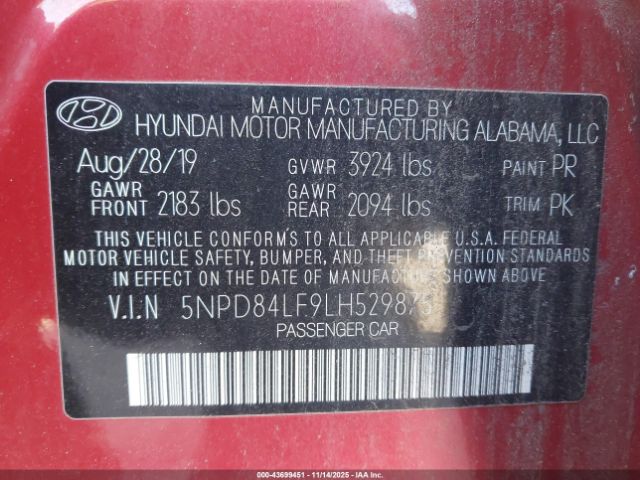 MANUFACTURED BY
HYUNDAI MOTOR MANUFACTURING ALABAMA, LLC
Aug/28/19 GVWR 3924 lbs PAINT PR
GAWR FRONT 2183 lbs GAWR REAR 2094 lbs TRIM PK
THIS VEHICLE CONFORMS TO ALL APPLICABLE U.S.A. FEDERAL
MOTOR VEHICLE SAFETY, BUMPER, AND THEFT PREVENTION STANDARDS
IN EFFECT ON THE DATE OF MANUFACTURE SHOWN ABOVE.
V.I.N 5NPD84LF9LH529875
PASSENGER CAR
000-43699451 - 11/14/2025 - IAA Inc.